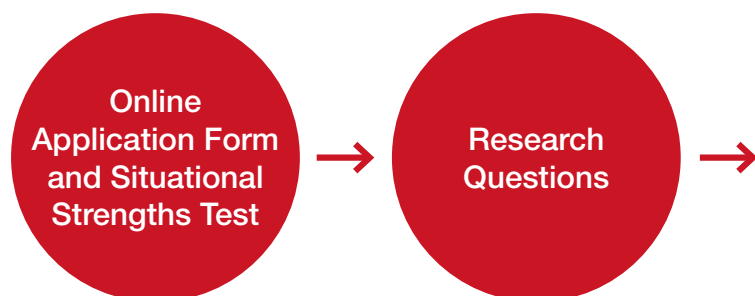 Online
Application Form
and Situational
Strengths Test
Research
Questions